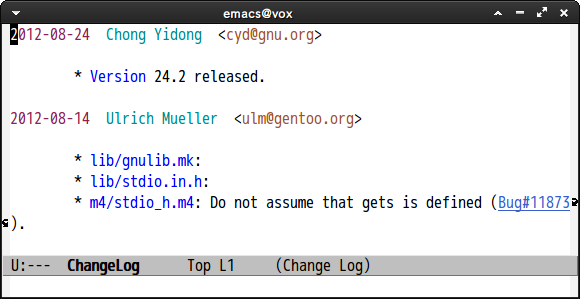 emacs@vox
2012-08-24  Chong Yidong  <cyd@gnu.org>
* Version 24.2 released.
2012-08-14  Ulrich Mueller  <ulm@gentoo.org>
* lib/gnulib.mk:
* lib/stdio.in.h:
* m4/stdio_h.m4: Do not assume that gets is defined (Bug#11873
).
U:---  ChangeLog      Top L1     (Change Log)